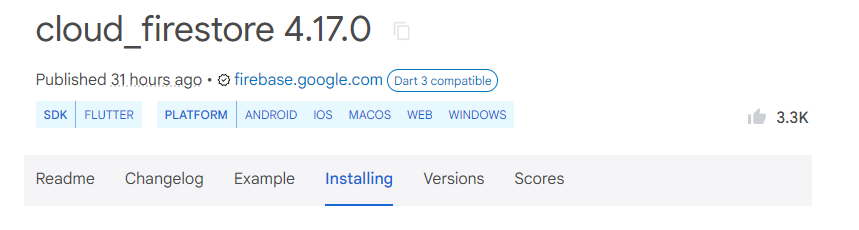 cloud_firestore 4.17.0
Published 31 hours ago • firebase.google.com Dart 3 compatible
SDK FLUTTER PLATFORM ANDROID IOS MACOS WEB WINDOWS 3.3K
Readme Changelog Example Installing Versions Scores